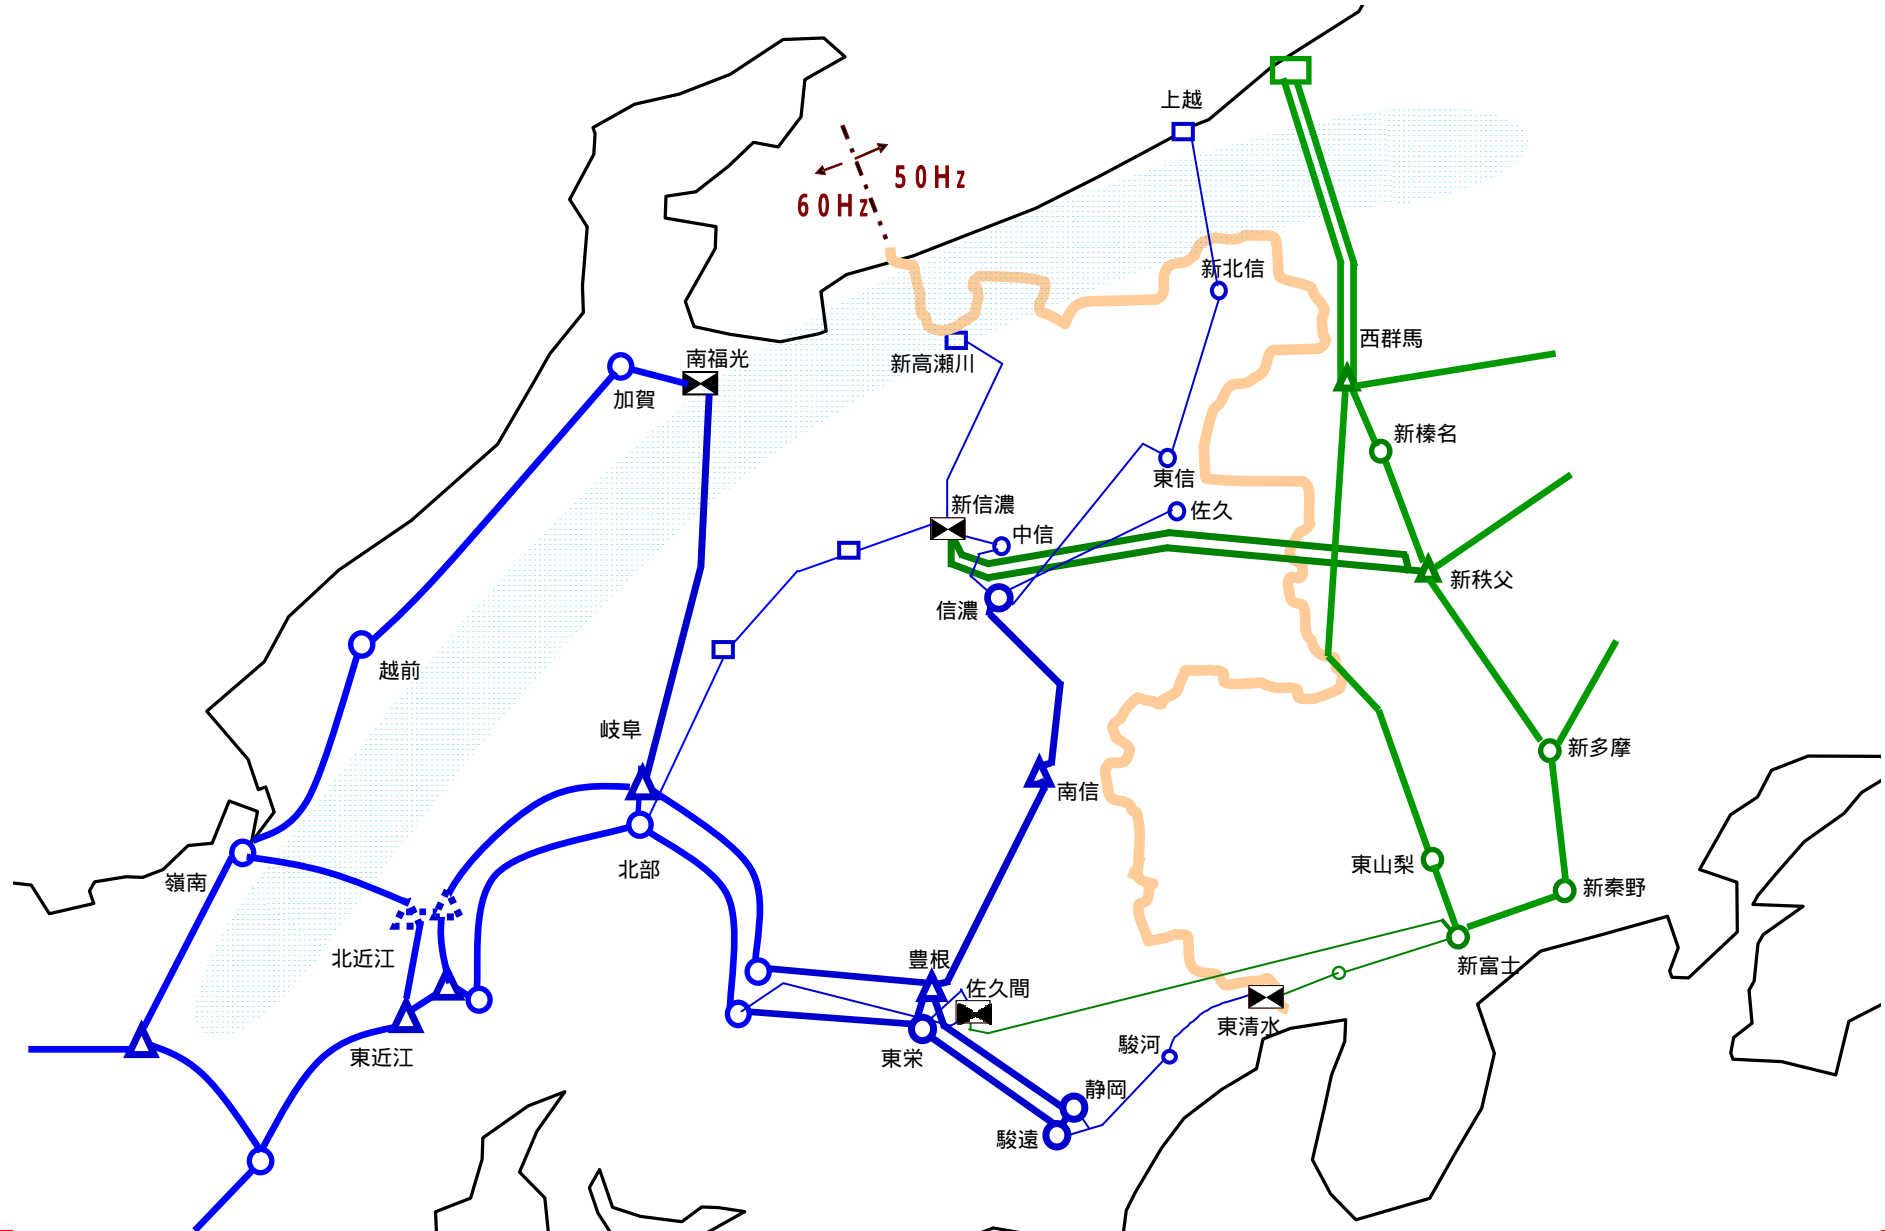 上越
50Hz
60Hz
新北信
西群馬
南福光
新高瀬川
加賀
新榛名
東信
新信濃
佐久
中信
新秩父
信濃
越前
岐阜
新多摩
南信
東山梨
北部
嶺南
新秦野
北近江
豊根
新富士
佐久間
東清水
駿河
東近江
東栄
静岡
駿遠